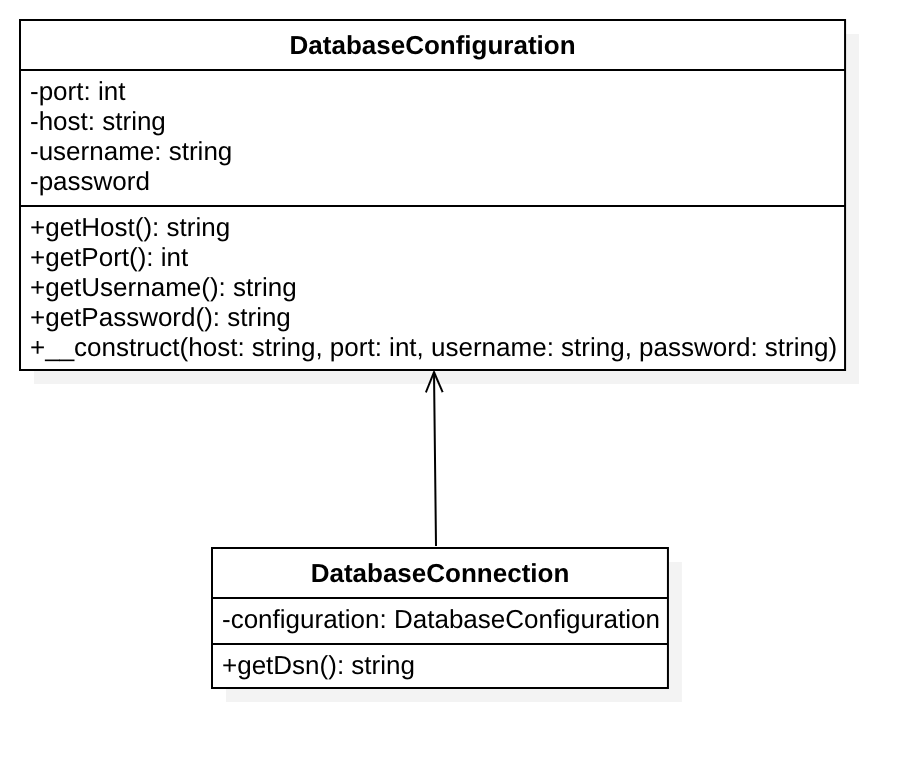 DatabaseConfiguration
-port: int
-host: string
-username: string
-password
+getHost(): string
+getPort(): int
+getUsername(): string
+getPassword(): string
+__construct(host: string, port: int, username: string, password: string)
DatabaseConnection
-configuration: DatabaseConfiguration
+getDsn(): string